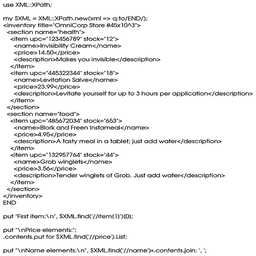 use XML::XPath;
my $XML = XML::XPath.new(xml => q:to/END/);
<inventory title="OmniCorp Store #45x10^3">
<section name="health">
<item upc="123456789" stock="12">
<name>Invisibility Cream</name>
<price>14.50</price>
<description>Makes you invisible</description>
</item>
<item upc="445322344" stock="18">
<name>Levitation Salve</name>
<price>23.99</price>
<description>Levitate yourself for up to 3 hours per application</description>
</item>
</section>
<section name="food">
<item upc="485672034" stock="653">
<name>Blork and Freen Instameal</name>
<price>4.95</price>
<description>A tasty meal in a tablet; just add water</description>
</item>
<item upc="132957764" stock="44">
<name>Grob winglets</name>
<price>3.56</price>
<description>Tender winglets of Grob. Just add water</description>
</item>
</section>
</inventory>
END
put "First item:\n", $XML.find('//item[1]')[0];
put "\nPrice elements:";
.contents.put for $XML.find('//price').List;
put "\nName elements:\n", $XML.find('//name')».contents.join: ', ';